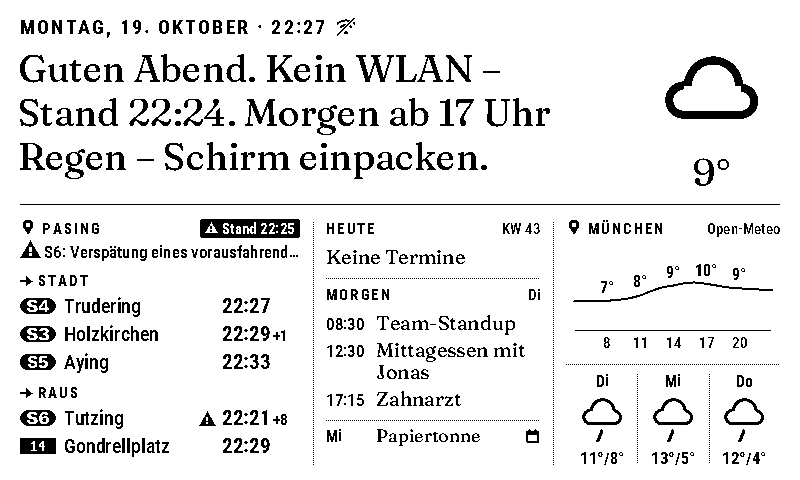 MONTAG, 19. OKTOBER · 22:27
Guten Abend. Kein WLAN –
Stand 22:24. Morgen ab 17 Uhr
Regen – Schirm einpacken.
9°
PASING
Stand 22:25
S6: Verspätung eines vorausfahrend…
→ STADT
S4 Trudering 22:27
S3 Holzkirchen 22:29 +1
S5 Aying 22:33
→ RAUS
S6 Tutzing 22:21 +8
14 Gondrellplatz 22:29
HEUTE KW 43
Keine Termine
MORGEN Di
08:30 Team-Standup
12:30 Mittagessen mit
Jonas
17:15 Zahnarzt
Mi Papiertonne
MÜNCHEN Open-Meteo
7° 8° 9° 10° 9°
8 11 14 17 20
Di Mi Do
11°/8° 13°/5° 12°/4°